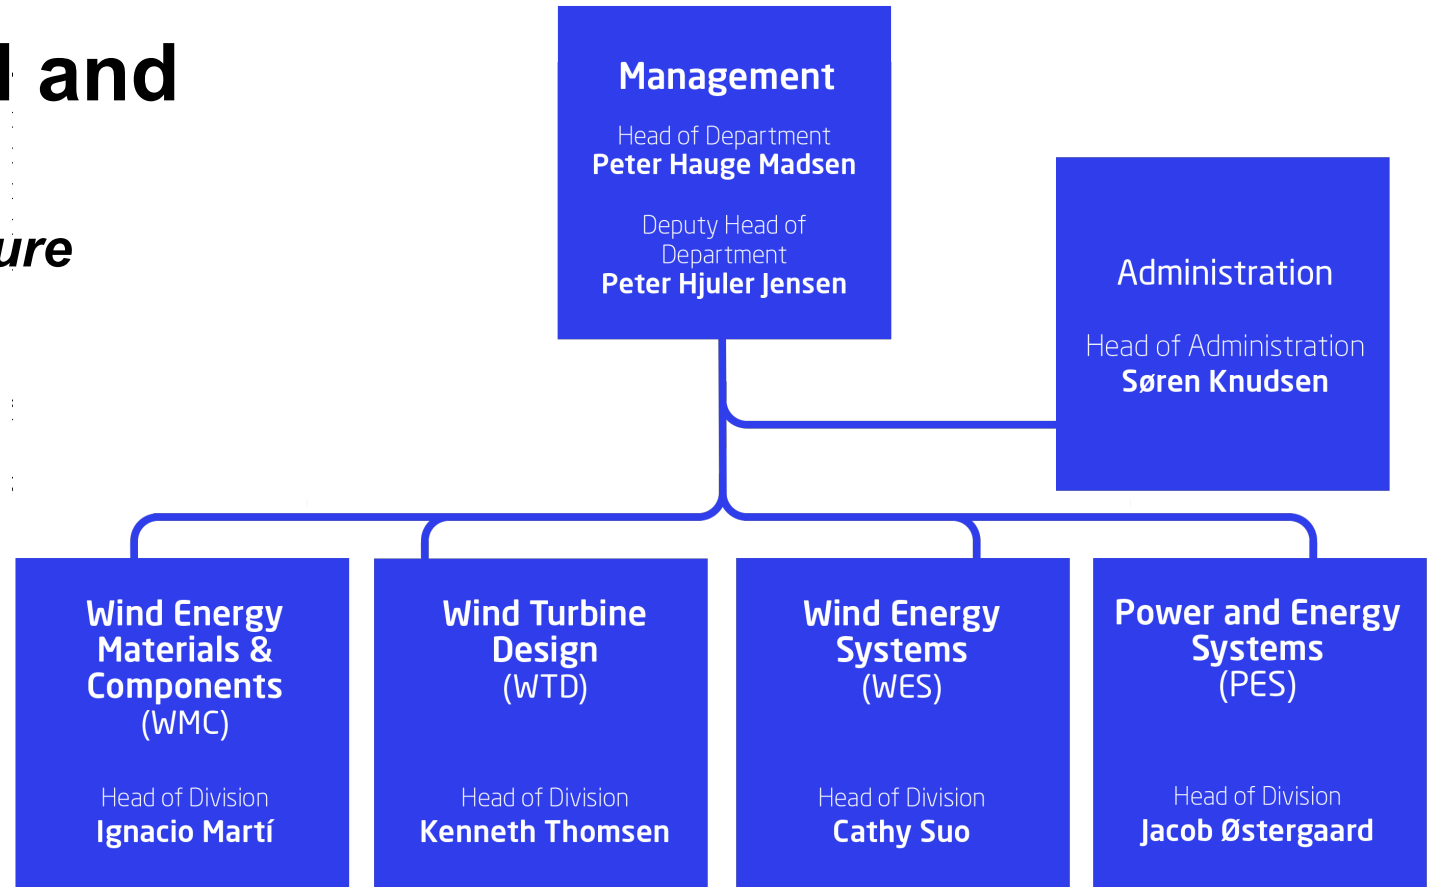 and
ure
Management
Head of Department
Peter Hauge Madsen
Deputy Head of
Department
Peter Hjuler Jensen
Administration
Head of Administration
Søren Knudsen
Wind Energy
Materials &
Components
(WMC)
Head of Division
Ignacio Martí
Wind Turbine
Design
(WTD)
Head of Division
Kenneth Thomsen
Wind Energy
Systems
(WES)
Head of Division
Cathy Suo
Power and Energy
Systems
(PES)
Head of Division
Jacob Østergaard